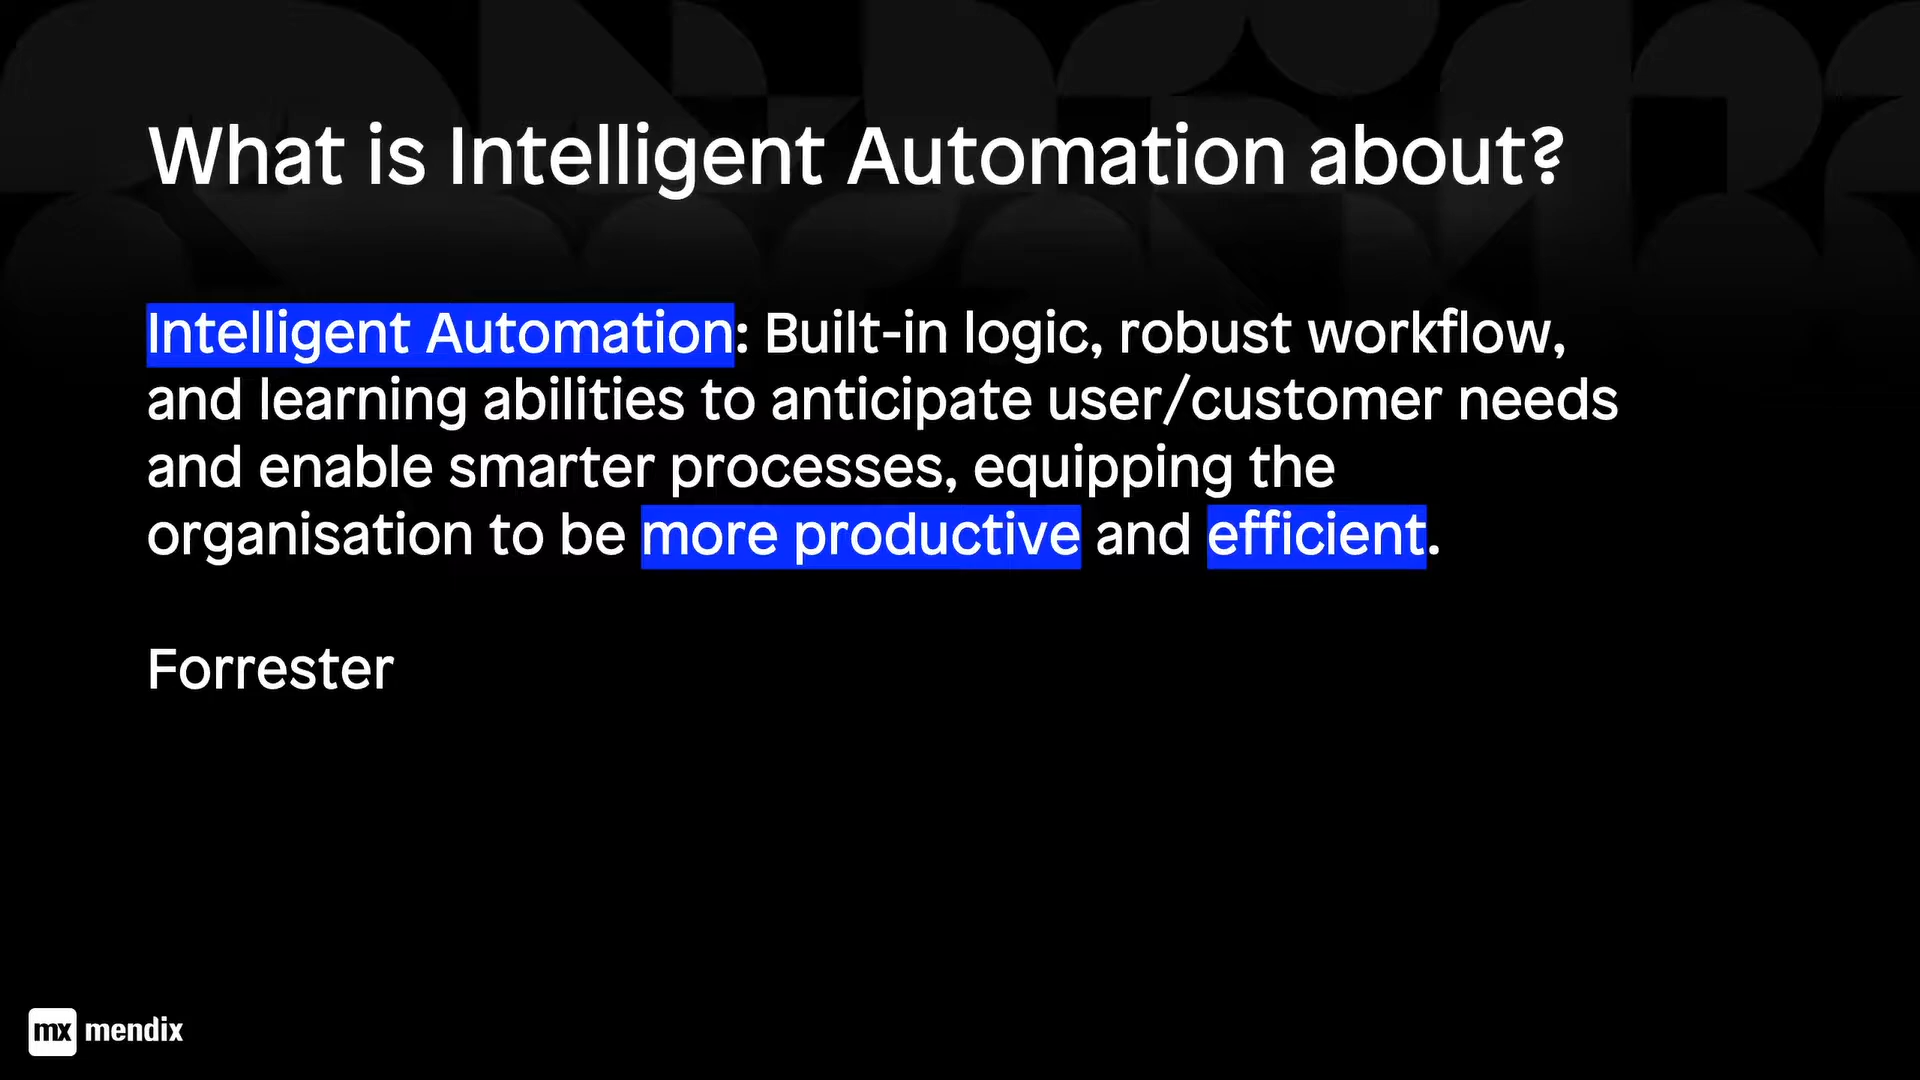 What is Intelligent Automation about?
Intelligent Automation: Built-in logic, robust workflow,
and learning abilities to anticipate user/customer needs
and enable smarter processes, equipping the
organisation to be more productive and efficient.
Forrester
mx mendix